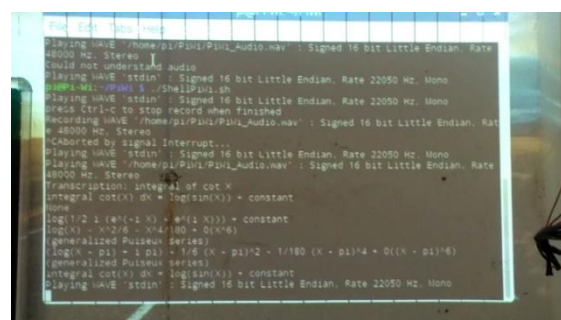 File Edit Tabs Help
Playing WAVE '/home/pi/PiWi/PiWi_Audio.wav' : Signed 16 bit Little Endian, Rate
48000 Hz, Stereo
Could not understand audio
Playing WAVE 'stdin' : Signed 16 bit Little Endian, Rate 22050 Hz, Mono
pi@Pi-Wi:~/PiWi $ ./ShellPiWi.sh
Playing WAVE 'stdin' : Signed 16 bit Little Endian, Rate 22050 Hz, Mono
press Ctrl-c to stop record when finished
Recording WAVE '/home/pi/PiWi/PiWi_Audio.wav' : Signed 16 bit Little Endian, Rat
e 48000 Hz, Stereo
^CAborted by signal Interrupt...
Playing WAVE 'stdin' : Signed 16 bit Little Endian, Rate 22050 Hz, Mono
Playing WAVE '/home/pi/PiWi/PiWi_Audio.wav' : Signed 16 bit Little Endian, Rate
48000 Hz, Stereo
Transcription: integral of cot X
integral cot(X) dX = log(sin(X)) + constant
None
log(1/2 i (e^(-i X) - e^(i X))) + constant
log(X) - X^2/6 - X^4/180 + O(X^6)
(generalized Puiseux series)
(log(X - pi) + i pi) - 1/6 (X - pi)^2 - 1/180 (X - pi)^4 + O((X - pi)^6)
(generalized Puiseux series)
integral cot(X) dX = log(sin(X)) + constant
Playing WAVE 'stdin' : Signed 16 bit Little Endian, Rate 22050 Hz, Mono